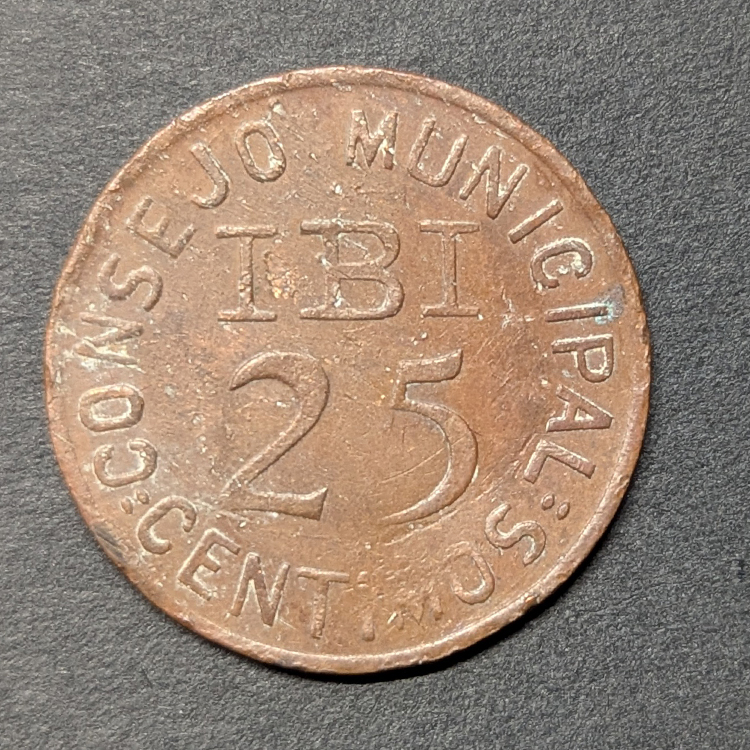 CONSEJO MUNICIPAL
IBI
25
:CENTIMOS: